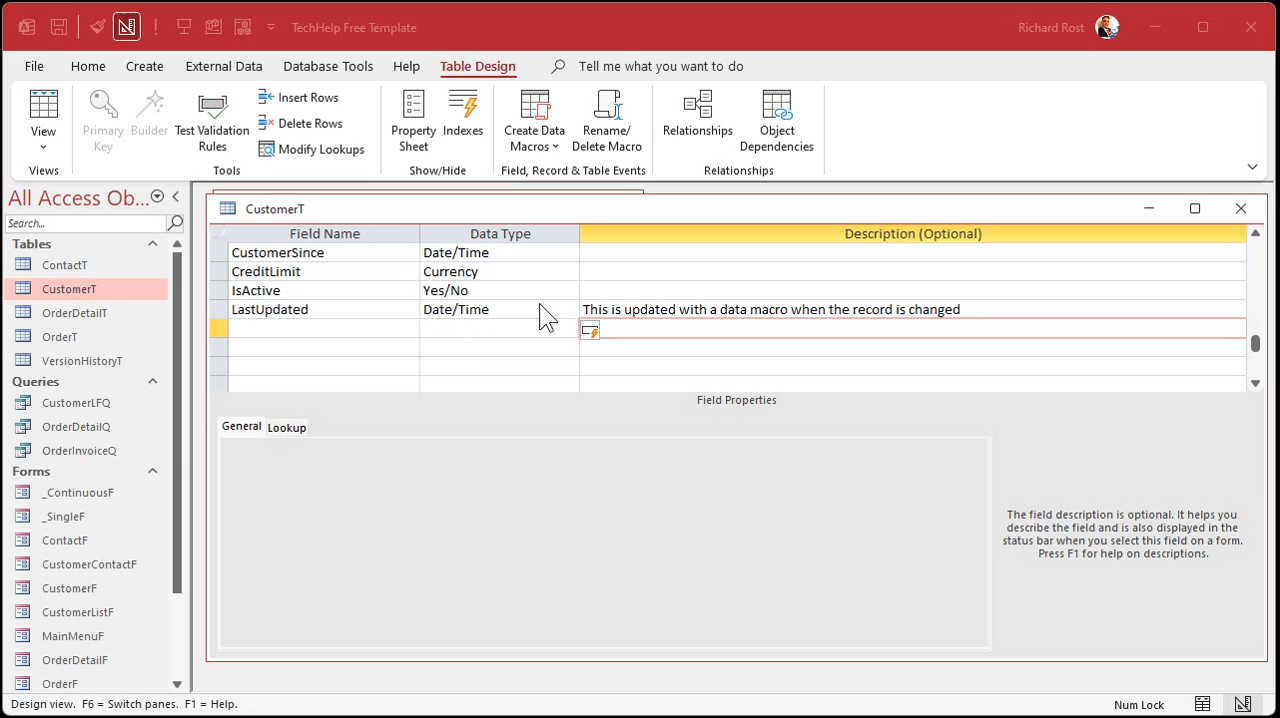 TechHelp Free Template
Richard Rost
File Home Create External Data Database Tools Help Table Design Tell me what you want to do
View
Primary Key
Builder
Test Validation Rules
Insert Rows
Delete Rows
Modify Lookups
Property Sheet
Indexes
Create Data Macros
Rename/ Delete Macro
Relationships
Object Dependencies
Views Tools Show/Hide Field, Record & Table Events Relationships
All Access Ob...
Search...
Tables
ContactT
CustomerT
OrderDetailT
OrderT
VersionHistoryT
Queries
CustomerLFQ
OrderDetailQ
OrderInvoiceQ
Forms
_ContinuousF
_SingleF
ContactF
CustomerContactF
CustomerF
CustomerListF
MainMenuF
OrderDetailF
OrderF
CustomerT
Field Name Data Type Description (Optional)
CustomerSince Date/Time
CreditLimit Currency
IsActive Yes/No
LastUpdated Date/Time This is updated with a data macro when the record is changed
Field Properties
General Lookup
The field description is optional. It helps you
describe the field and is also displayed in the
status bar when you select this field on a form.
Press F1 for help on descriptions.
Design view. F6 = Switch panes. F1 = Help.
Num Lock